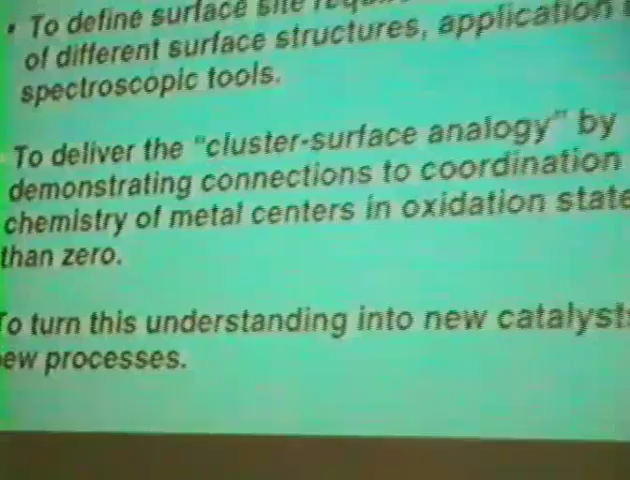 • To define surface site
of different surface structures, application
spectroscopic tools.
To deliver the “cluster-surface analogy” by
demonstrating connections to coordination
chemistry of metal centers in oxidation state
than zero.
To turn this understanding into new catalysts
ew processes.